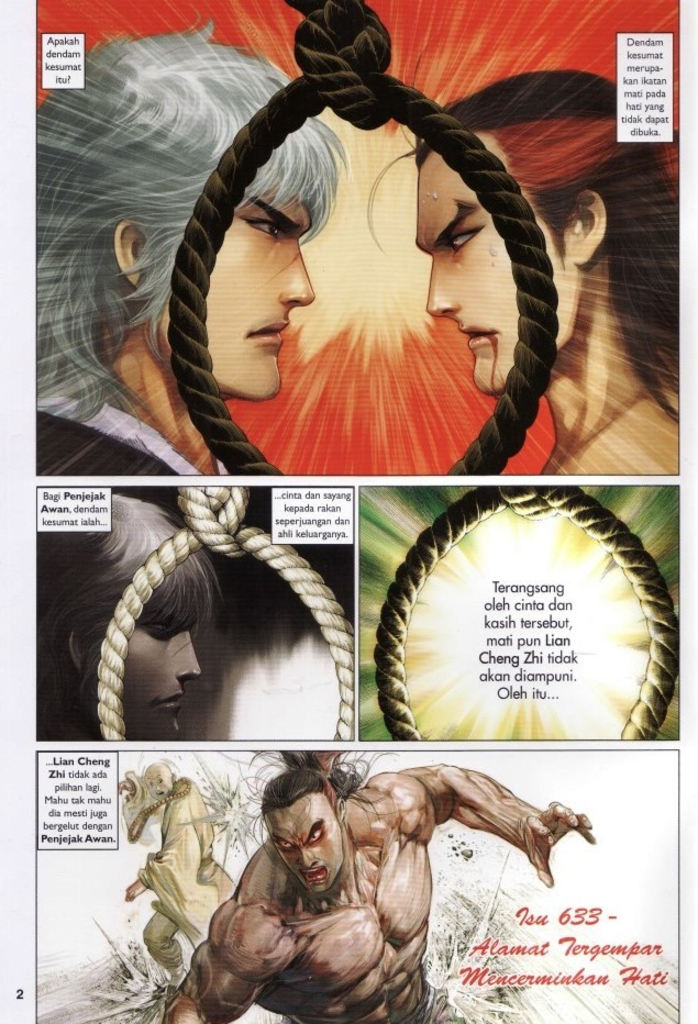 Apakah
dendam
kesumat
itu?
Dendam
kesumat
merupa-
kan ikatan
mati pada
hati yang
tidak dapat
dibuka.
Bagi Penjejak
Awan, dendam
kesumat ialah...
...cinta dan sayang
kepada rakan
seperjuangan dan
ahli keluarganya.
Terangsang
oleh cinta dan
kasih tersebut,
mati pun Lian
Cheng Zhi tidak
akan diampuni.
Oleh itu...
...Lian Cheng
Zhi tidak ada
pilihan lagi.
Mahu tak mahu
dia mesti juga
bergelut dengan
Penjejak Awan.
Isu 633 -
Alamat Tergempar
Mencerminkan Hati
2